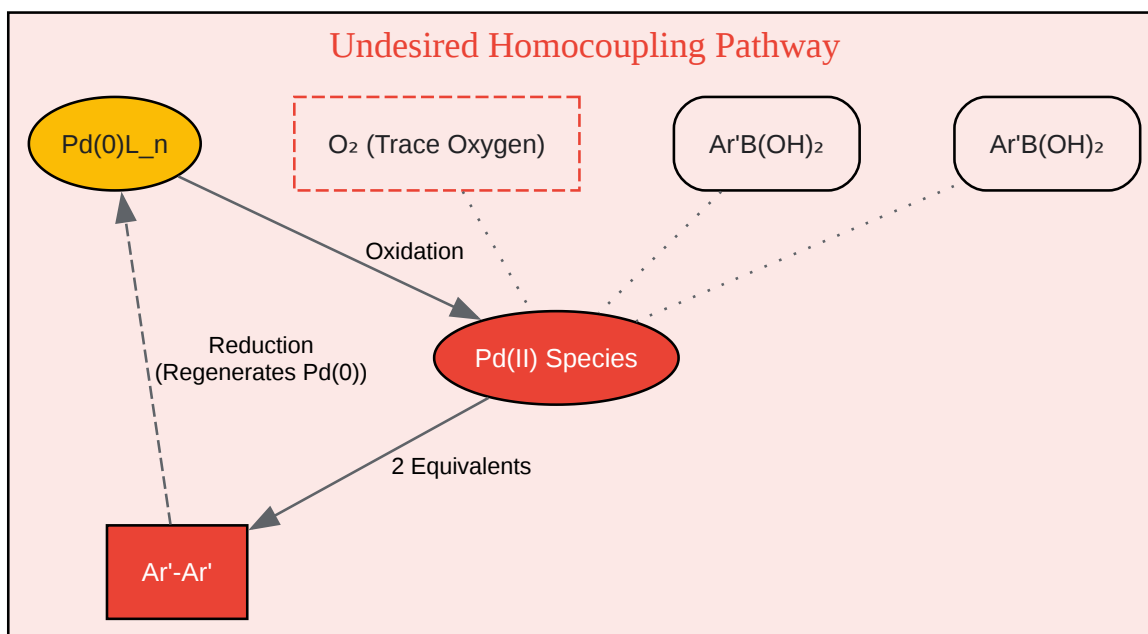 Undesired Homocoupling Pathway
Pd(0)L_n
O₂ (Trace Oxygen)
Ar'B(OH)₂
Ar'B(OH)₂
Oxidation
Reduction
(Regenerates Pd(0))
Pd(II) Species
2 Equivalents
Ar'-Ar'